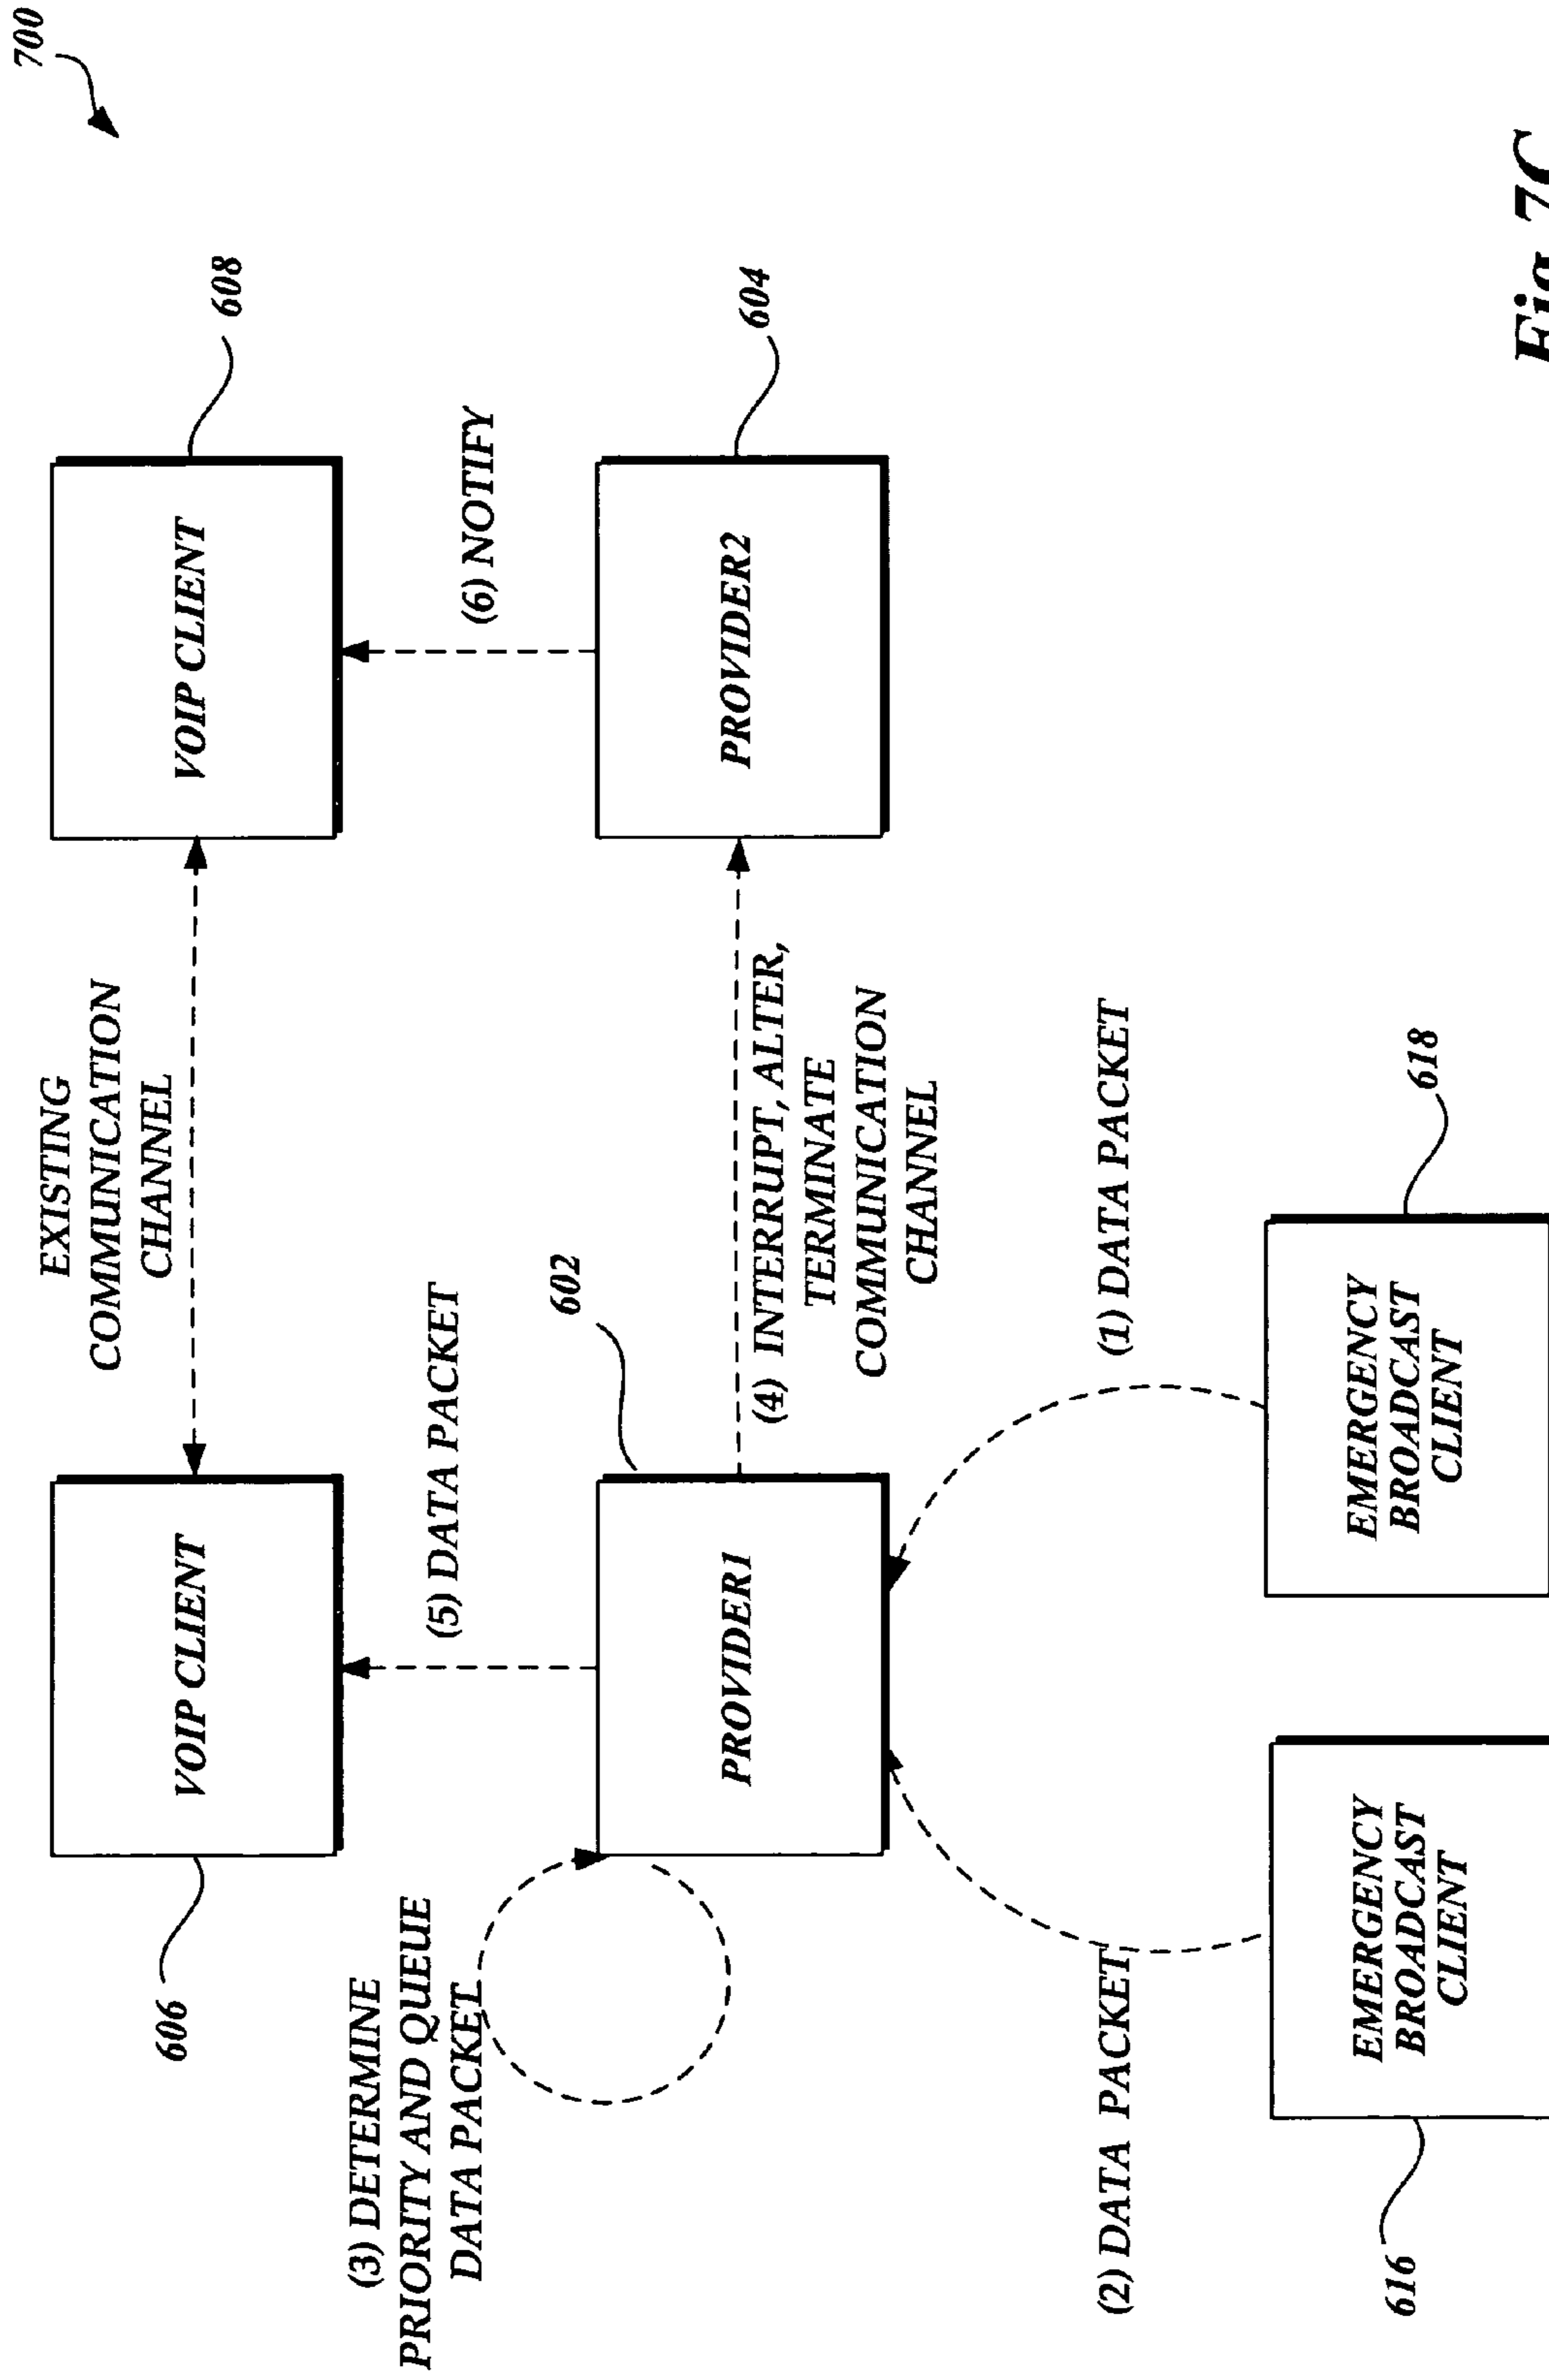 700
EXISTING
COMMUNICATION
CHANNEL
606
VOIP CLIENT
VOIP CLIENT
608
(3) DETERMINE
PRIORITY AND QUEUE
DATA PACKET
(5) DATA PACKET
(6) NOTIFY
602
PROVIDER1
PROVIDER2
604
(4) INTERRUPT, ALTER,
TERMINATE
COMMUNICATION
CHANNEL
(2) DATA PACKET
(1) DATA PACKET
616
EMERGENCY
BROADCAST
CLIENT
EMERGENCY
BROADCAST
CLIENT
618
Fig. 7C